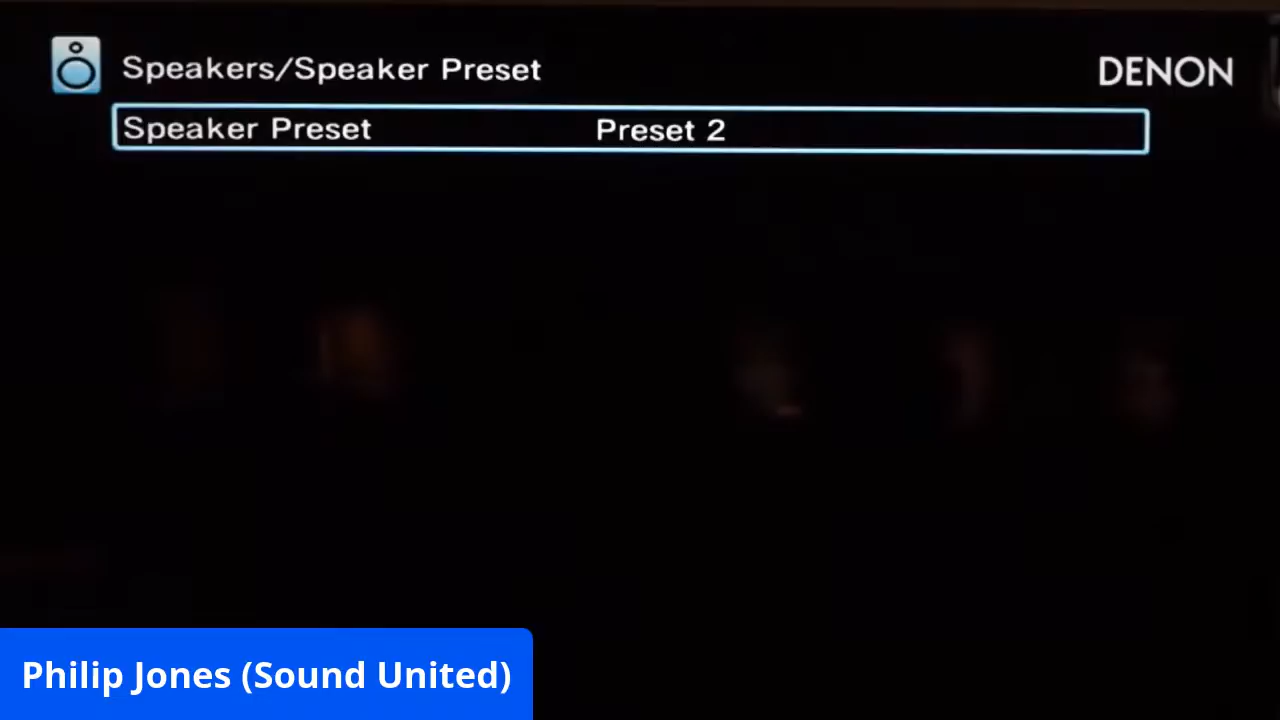 Speakers/Speaker Preset
DENON
Speaker Preset Preset 2
Philip Jones (Sound United)